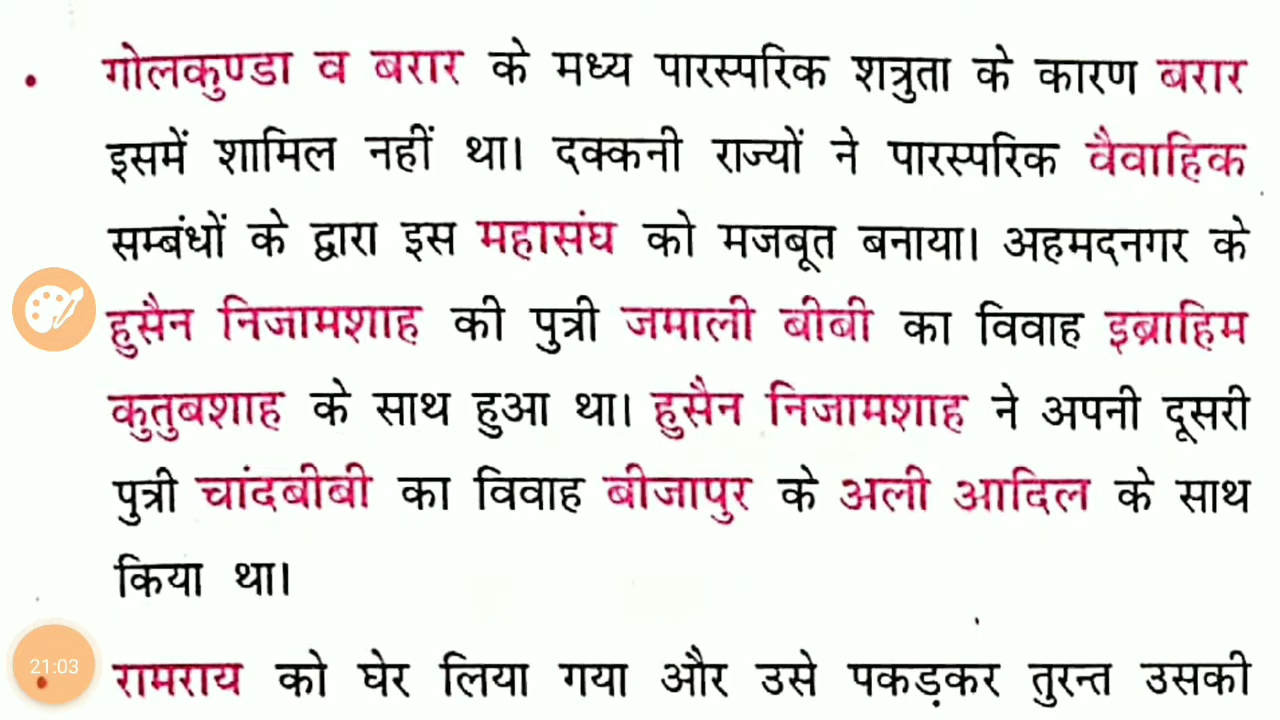 • गोलकुण्डा व बरार के मध्य पारस्परिक शत्रुता के कारण बरार
इसमें शामिल नहीं था। दक्कनी राज्यों ने पारस्परिक वैवाहिक
सम्बंधों के द्वारा इस महासंघ को मजबूत बनाया। अहमदनगर के
हुसैन निजामशाह की पुत्री जमाली बीबी का विवाह इब्राहिम
कुतुबशाह के साथ हुआ था। हुसैन निजामशाह ने अपनी दूसरी
पुत्री चांदबीबी का विवाह बीजापुर के अली आदिल के साथ
किया था।
21:03
• रामराय को घेर लिया गया और उसे पकड़कर तुरन्त उसकी